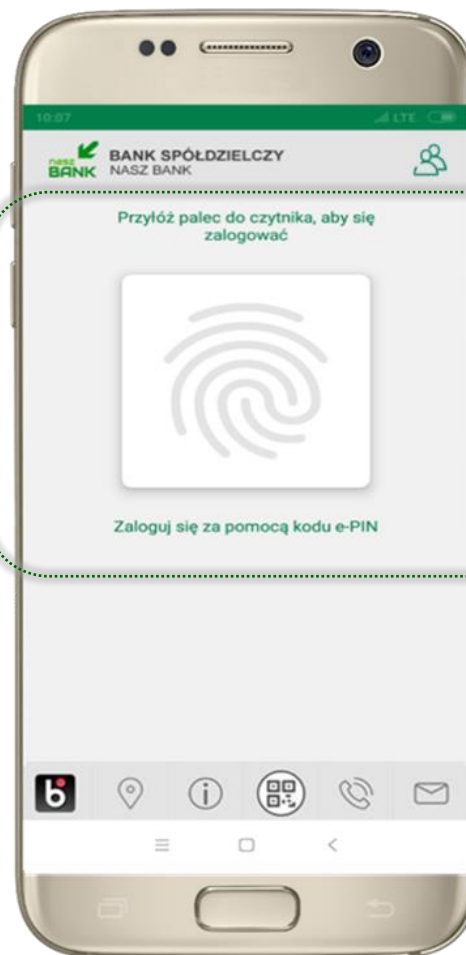 10:07 LTE
nasz
BANK
BANK SPÓŁDZIELCZY
NASZ BANK
Przyłóż palec do czytnika, aby się
zalogować
Zaloguj się za pomocą kodu e-PIN
b